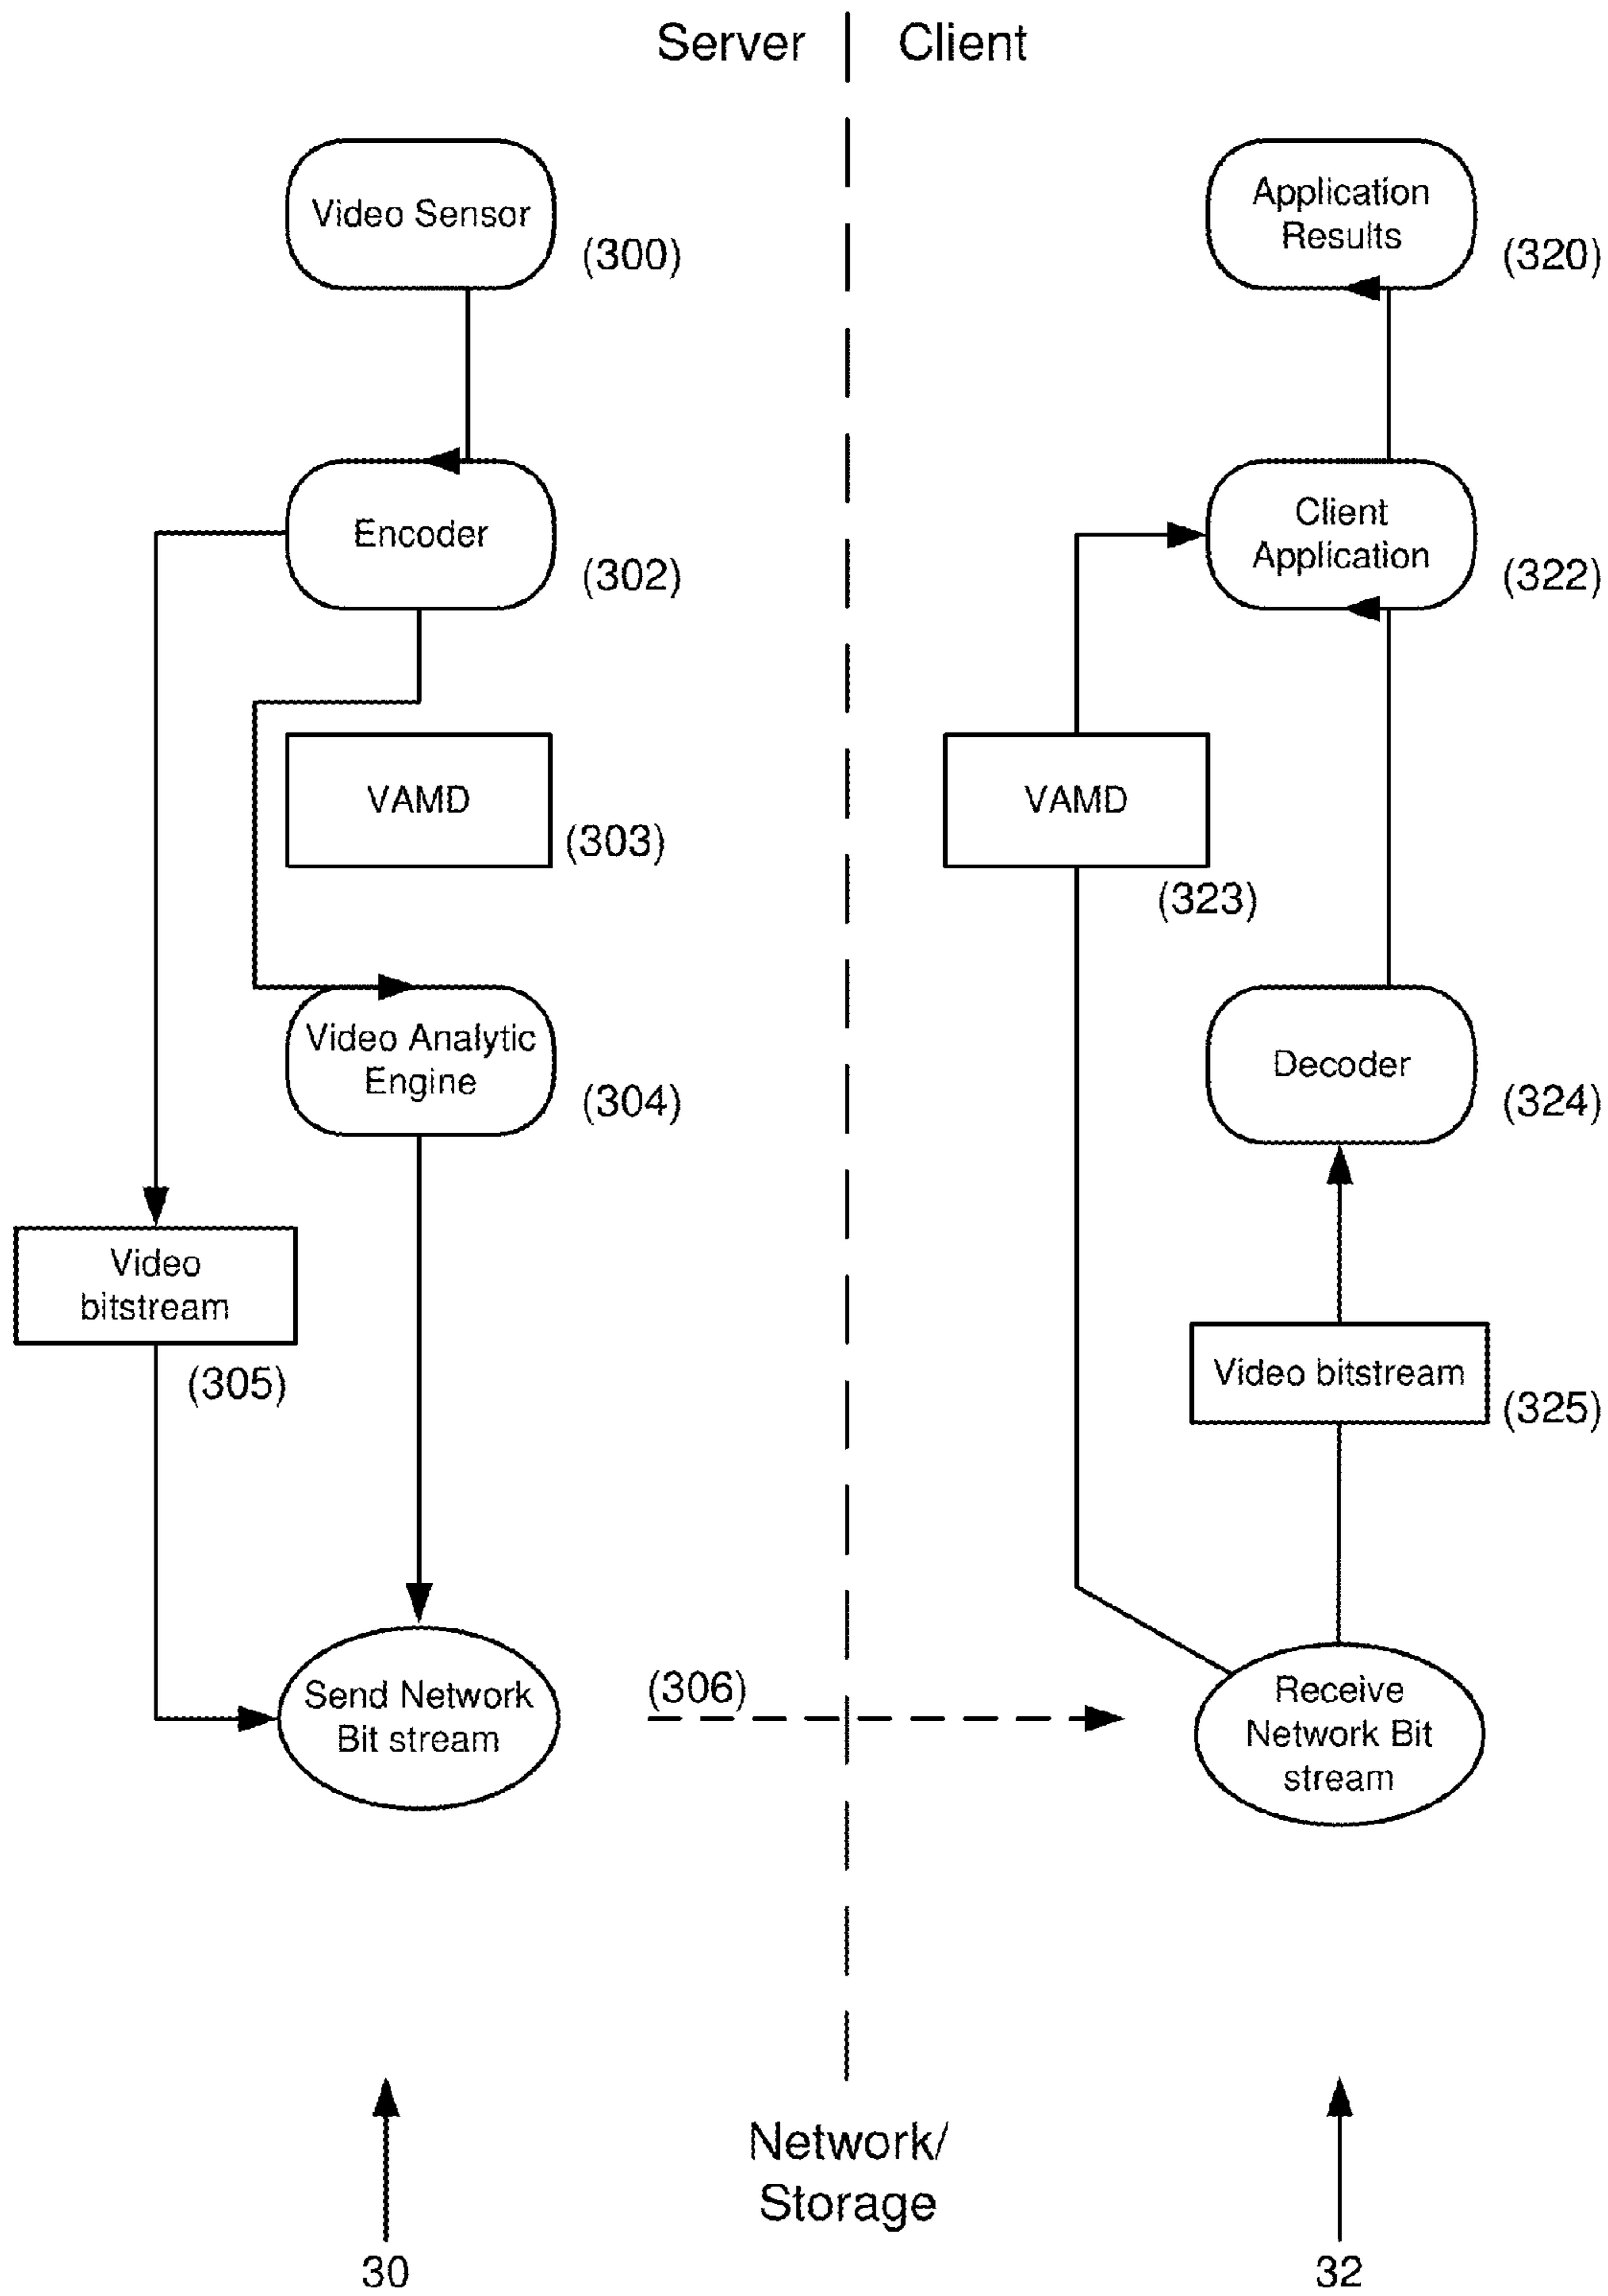 Server
Client
Video Sensor
(300)
Application
Results
(320)
Encoder
(302)
Client
Application
(322)
VAMD
(303)
VAMD
(323)
Video Analytic
Engine
(304)
Decoder
(324)
Video
bitstream
(305)
Video bitstream
(325)
Send Network
Bit stream
(306)
Receive
Network Bit
stream
Network/
Storage
30
32